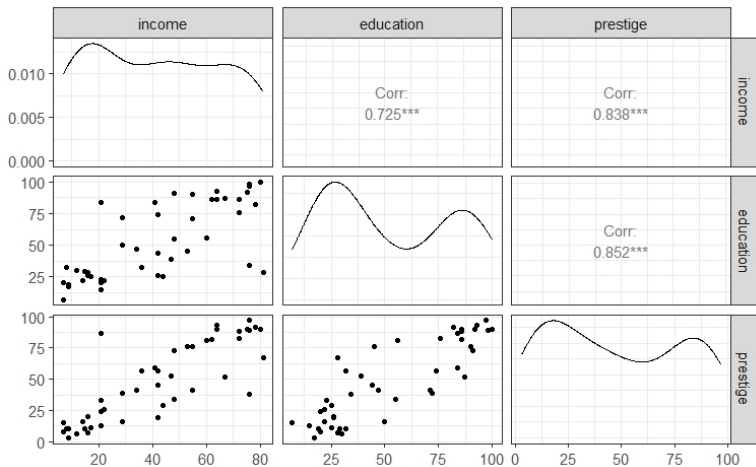 income education prestige
0.010
0.005
0.000
Corr:
0.725***
Corr:
0.838***
income
100
75
50
25
Corr:
0.852***
education
100
75
50
25
0
prestige
20 40 60 80
25 50 75 100
0 25 50 75 100